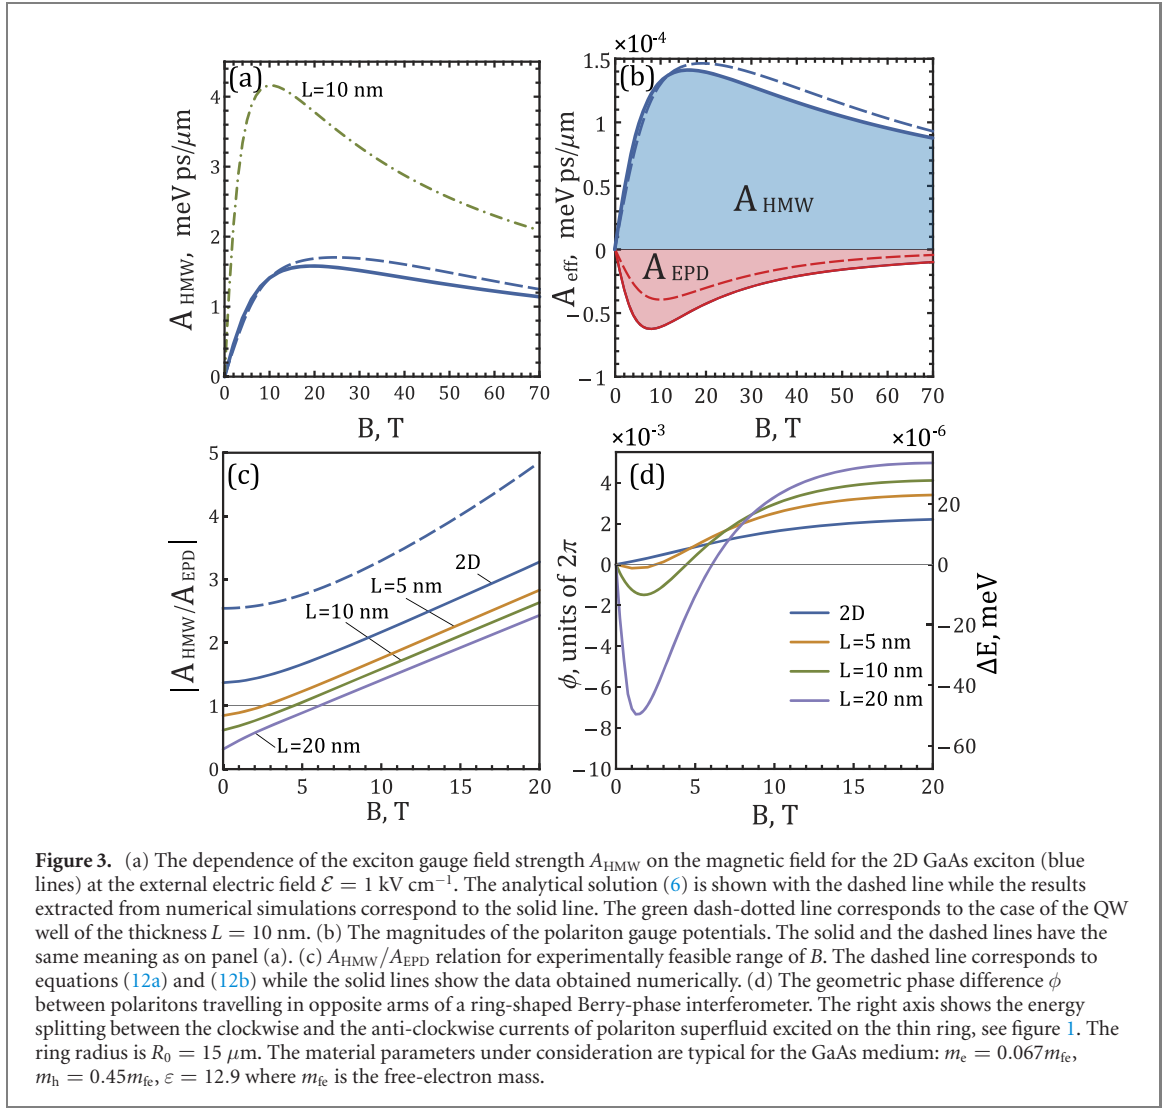 (a)
L=10 nm
A HMW, meV ps/μm
4
3
2
1
0
0 10 20 30 40 50 60 70
B, T
×10⁻⁴
(b)
A eff, meV ps/μm
1.5
1
0.5
0
−0.5
−1
A HMW
A EPD
0 10 20 30 40 50 60 70
B, T
(c)
|A HMW/A EPD|
5
4
3
2
1
0
2D
L=5 nm
L=10 nm
L=20 nm
0 5 10 15 20
B, T
×10⁻³ ×10⁻⁶
(d)
ϕ, units of 2π
4
2
0
−2
−4
−6
−8
−10
2D
L=5 nm
L=10 nm
L=20 nm
20
0
−20
−40
−60
ΔE, meV
0 5 10 15 20
B, T
Figure 3. (a) The dependence of the exciton gauge field strength A_HMW on the magnetic field for the 2D GaAs exciton (blue
lines) at the external electric field ℰ = 1 kV cm⁻¹. The analytical solution (6) is shown with the dashed line while the results
extracted from numerical simulations correspond to the solid line. The green dash-dotted line corresponds to the case of the QW
well of the thickness L = 10 nm. (b) The magnitudes of the polariton gauge potentials. The solid and the dashed lines have the
same meaning as on panel (a). (c) A_HMW/A_EPD relation for experimentally feasible range of B. The dashed line corresponds to
equations (12a) and (12b) while the solid lines show the data obtained numerically. (d) The geometric phase difference ϕ
between polaritons travelling in opposite arms of a ring-shaped Berry-phase interferometer. The right axis shows the energy
splitting between the clockwise and the anti-clockwise currents of polariton superfluid excited on the thin ring, see figure 1. The
ring radius is R₀ = 15 μm. The material parameters under consideration are typical for the GaAs medium: m_e = 0.067m_fe,
m_h = 0.45m_fe, ε = 12.9 where m_fe is the free-electron mass.